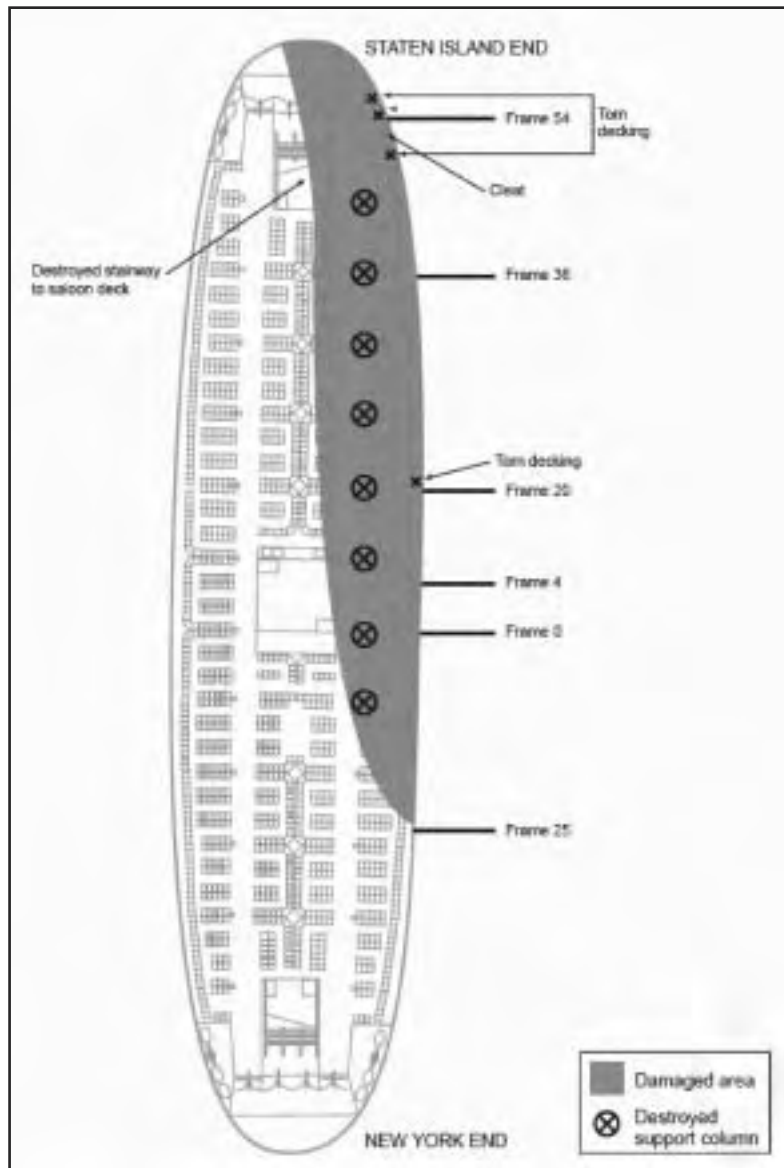 STATEN ISLAND END
Frame 54
Torn
decking
Cleat
Destroyed stairway
to saloon deck
Frame 36
Torn decking
Frame 20
Frame 4
Frame 0
Frame 25
Damaged area
Destroyed
support column
NEW YORK END